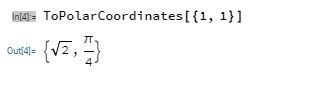 In[4]:= ToPolarCoordinates[{1, 1}]
Out[4]= {√2, π/4}